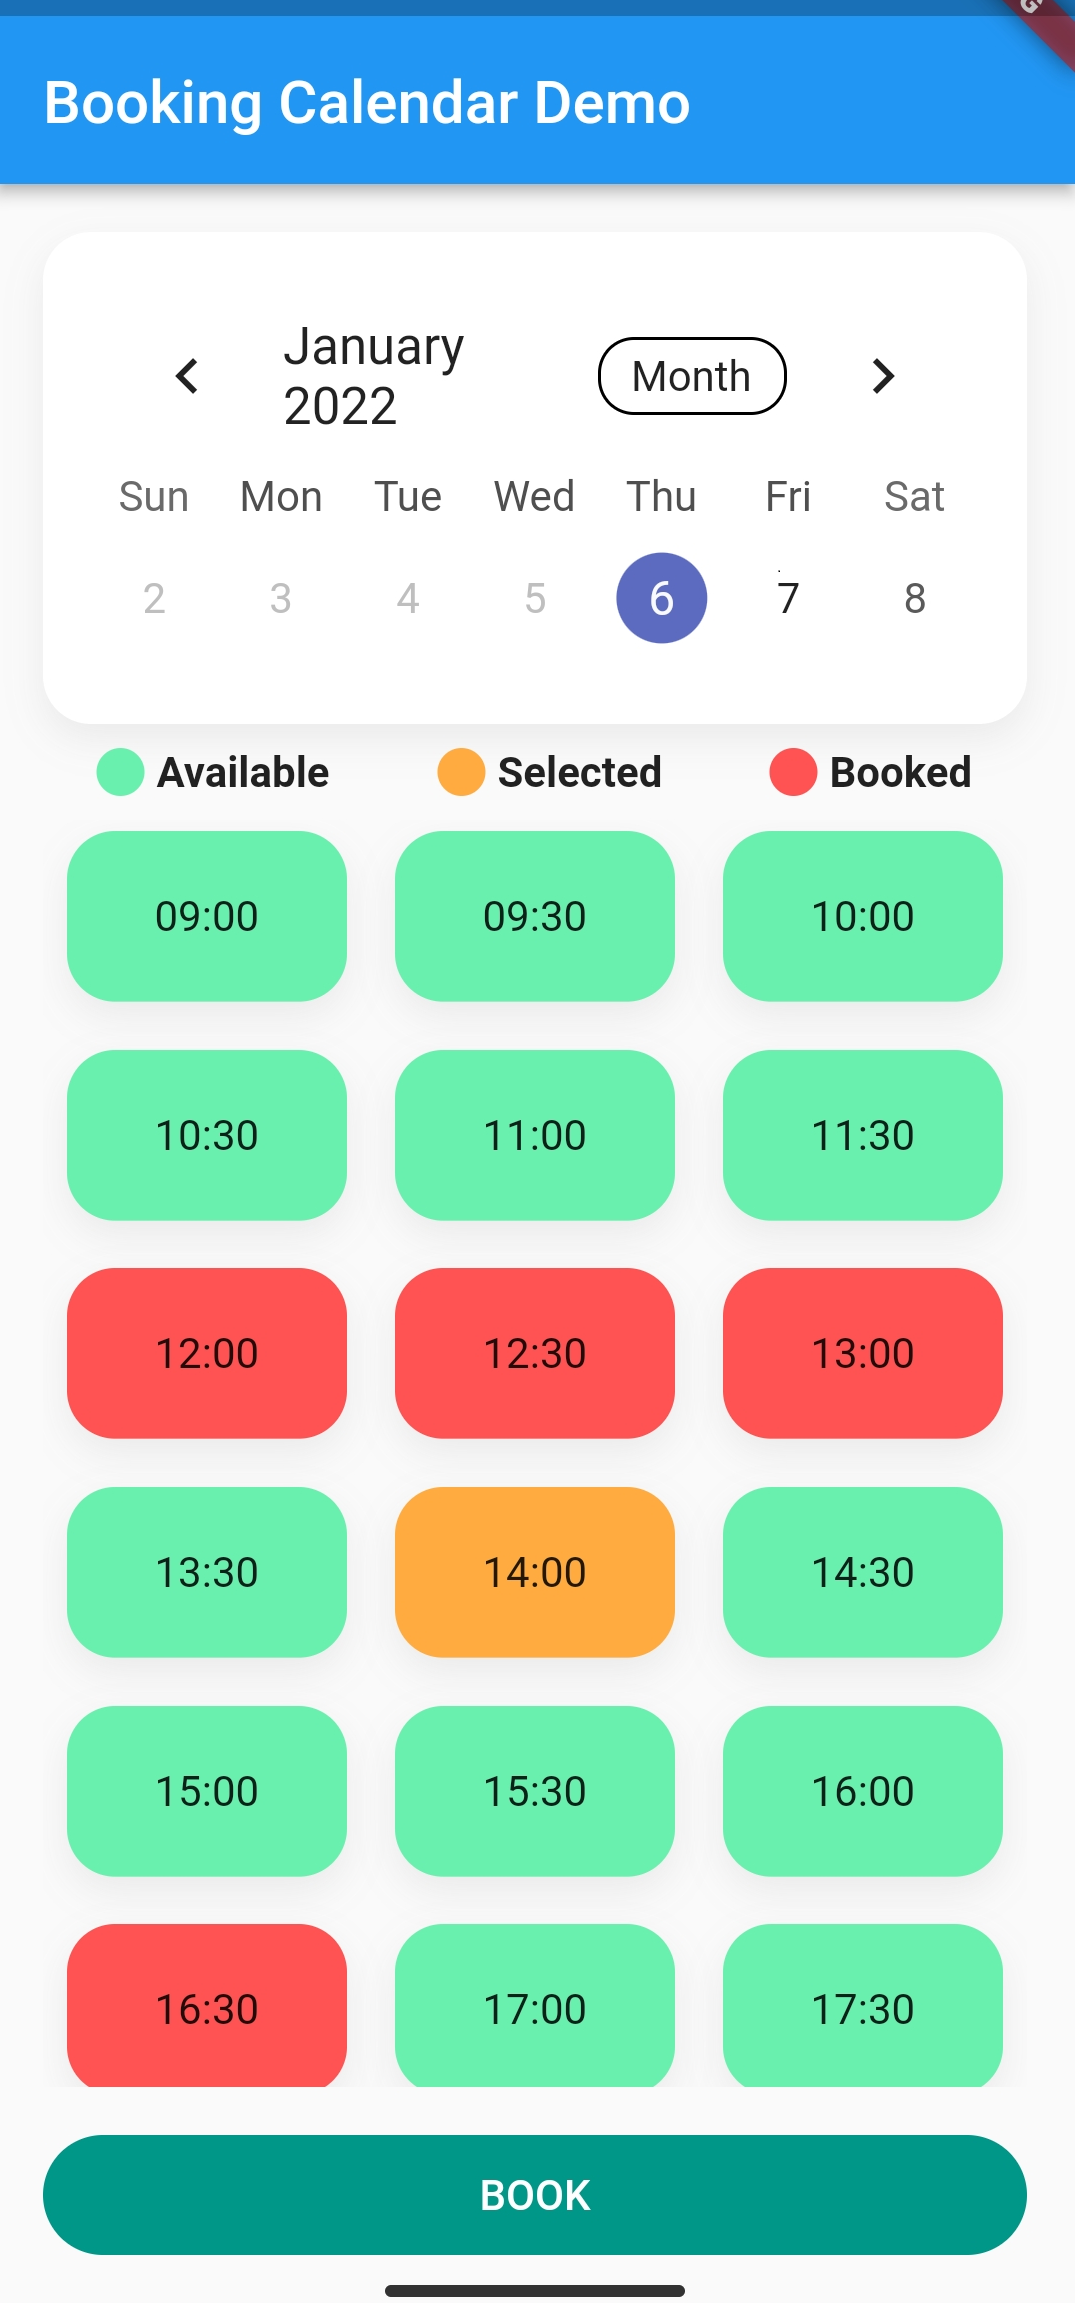 Booking Calendar Demo
January
2022
Month
Sun Mon Tue Wed Thu Fri Sat
2 3 4 5 6 7 8
Available Selected Booked
09:00 09:30 10:00
10:30 11:00 11:30
12:00 12:30 13:00
13:30 14:00 14:30
15:00 15:30 16:00
16:30 17:00 17:30
BOOK